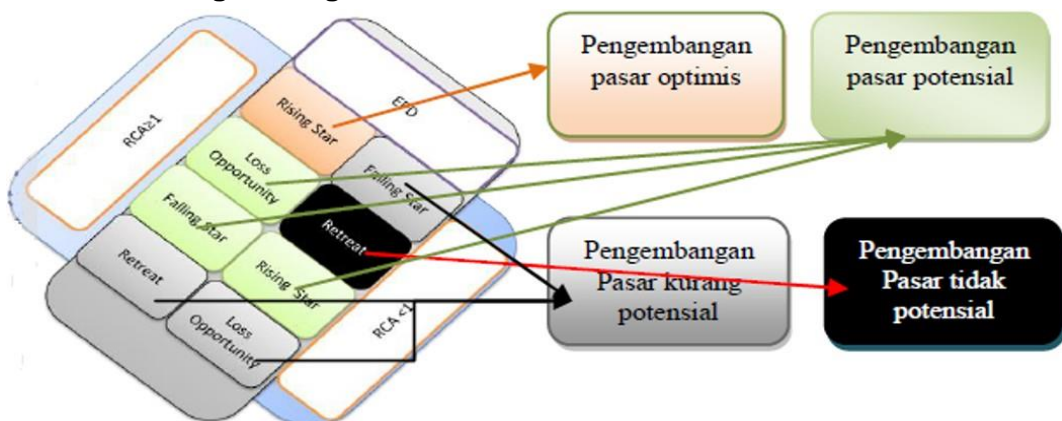 Pengembangan
pasar optimis
Pengembangan
pasar potensial
EPD
RCA≥1
Rising Star
Loss
Opportunity
Falling Star
Falling Star
Retreat
Retreat
Rising Star
Loss
Opportunity
RCA <1
Pengembangan
Pasar kurang
potensial
Pengembangan
Pasar tidak
potensial